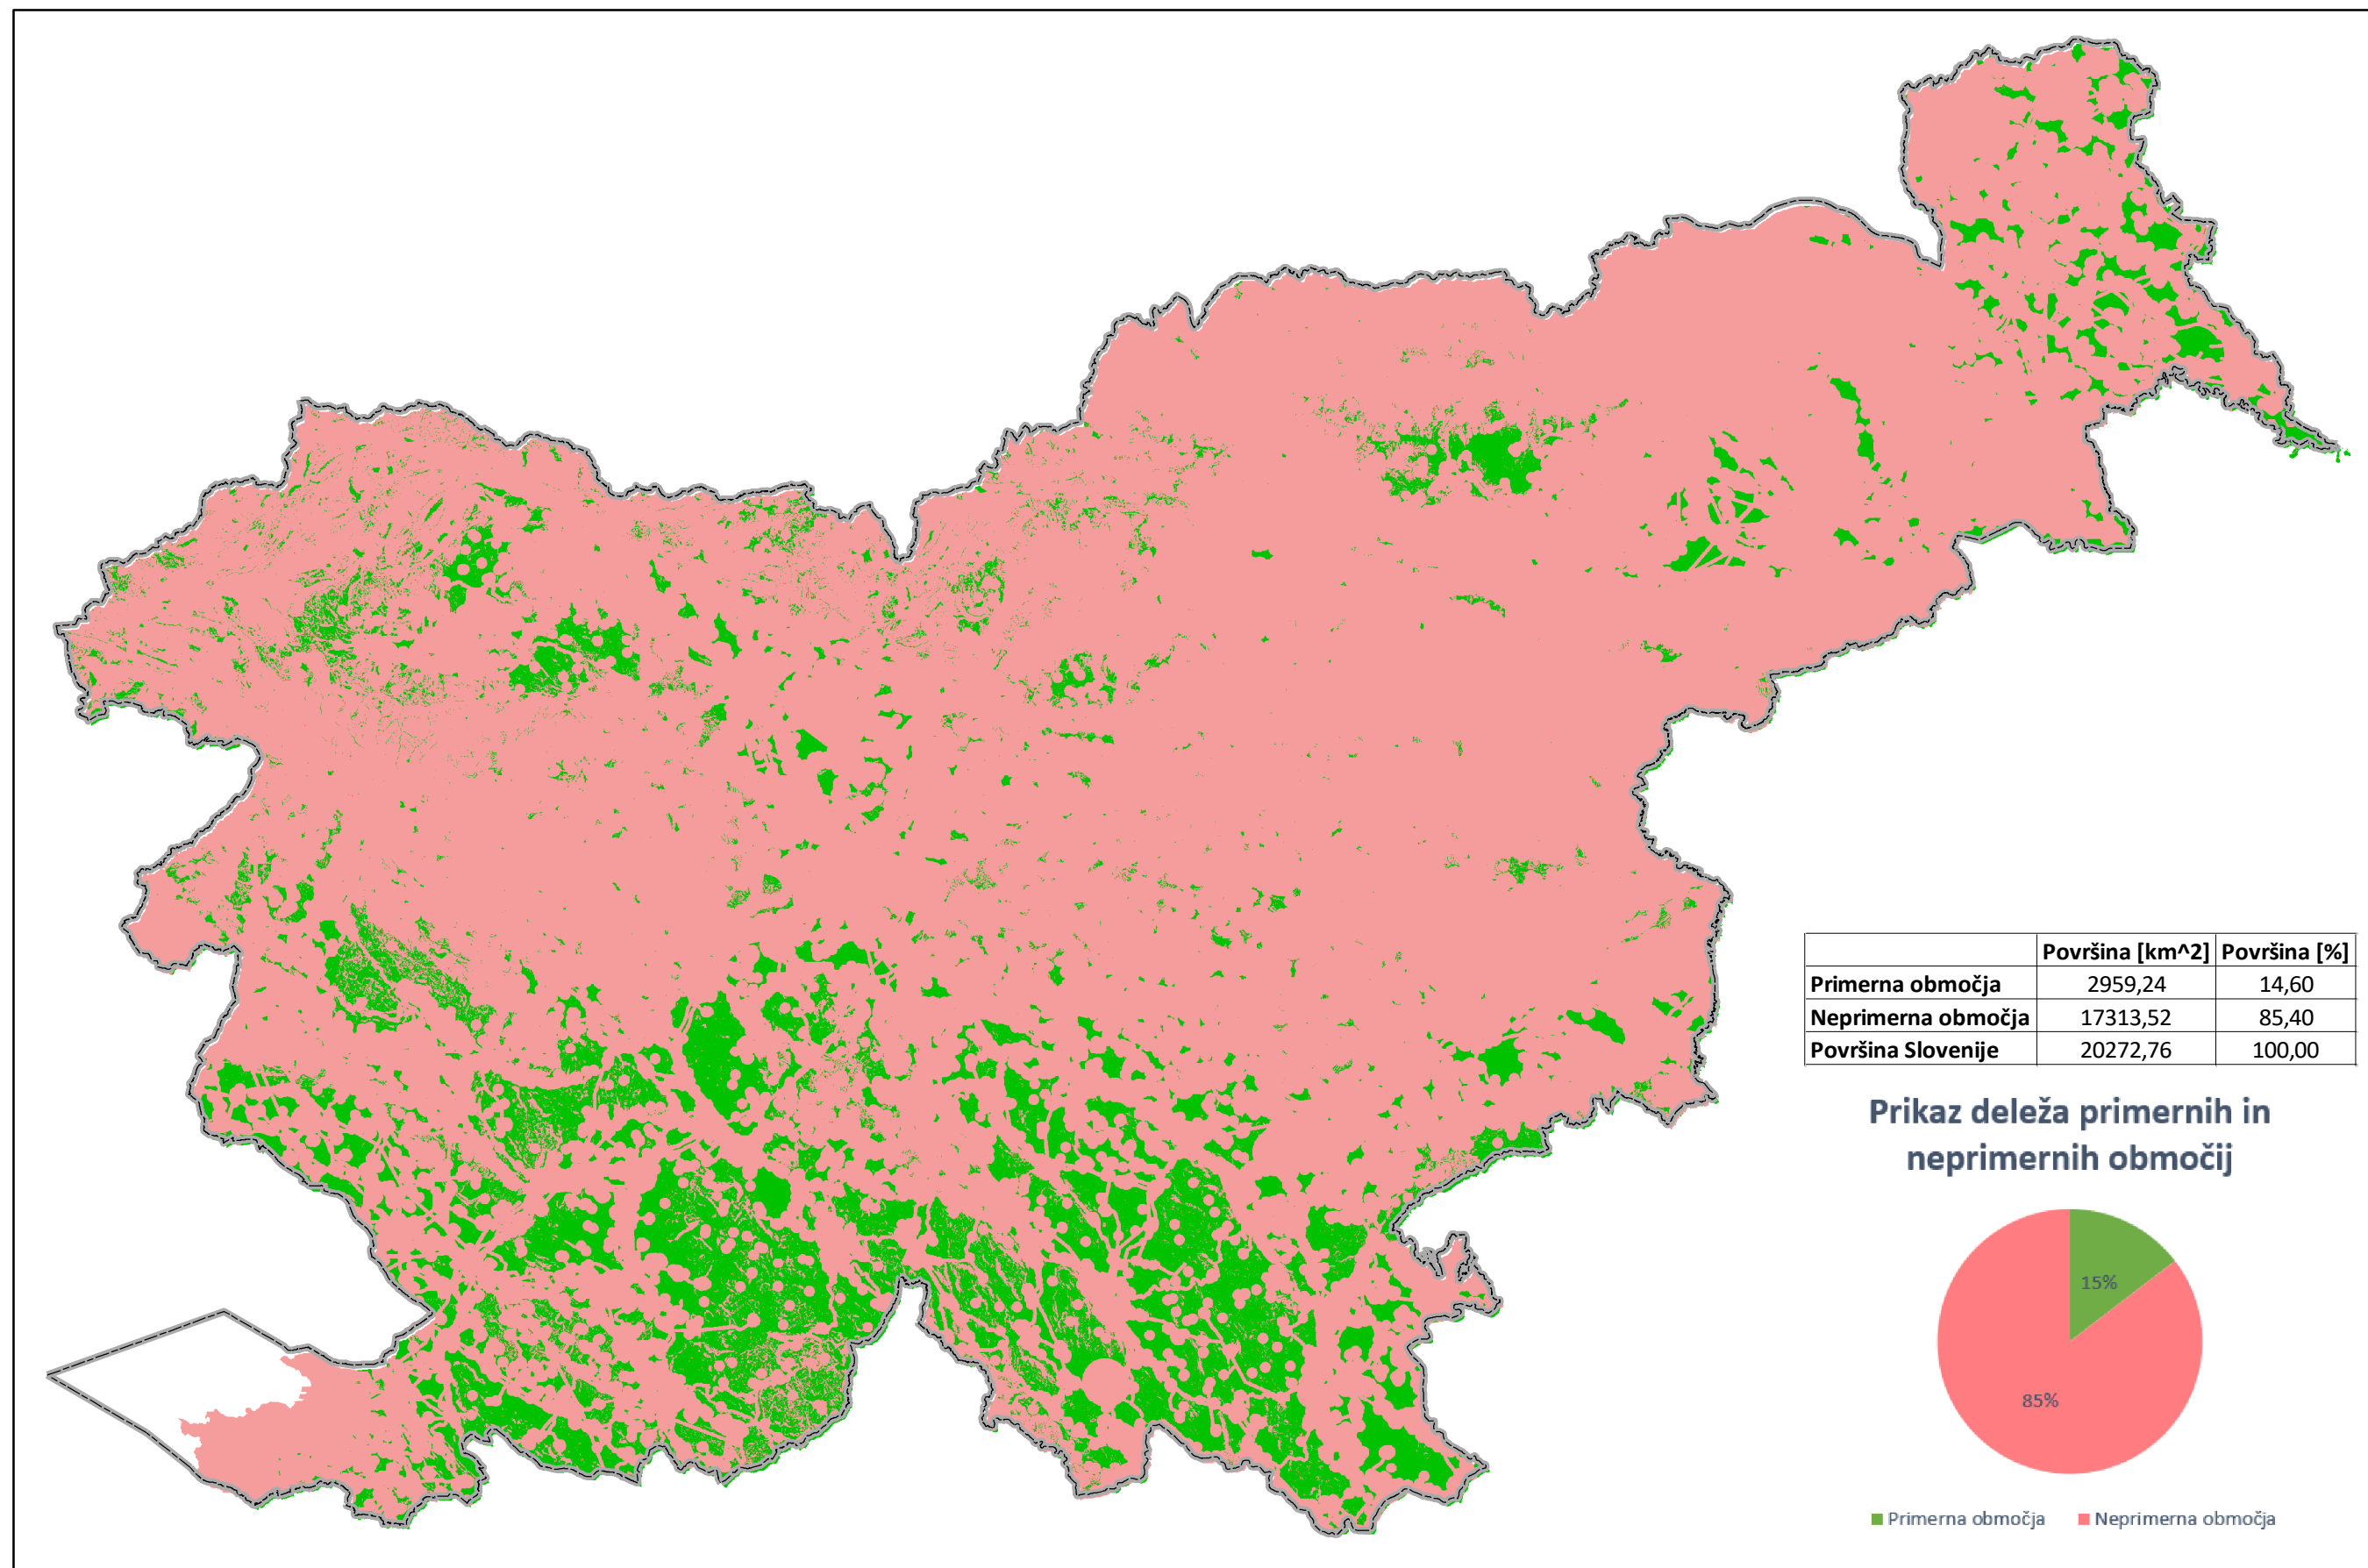 Površina [km^2] Površina [%]
Primerna območja 2959,24 14,60
Neprimerna območja 17313,52 85,40
Površina Slovenije 20272,76 100,00
Prikaz deleža primernih in
neprimernih območij
15%
85%
Primerna območja Neprimerna območja